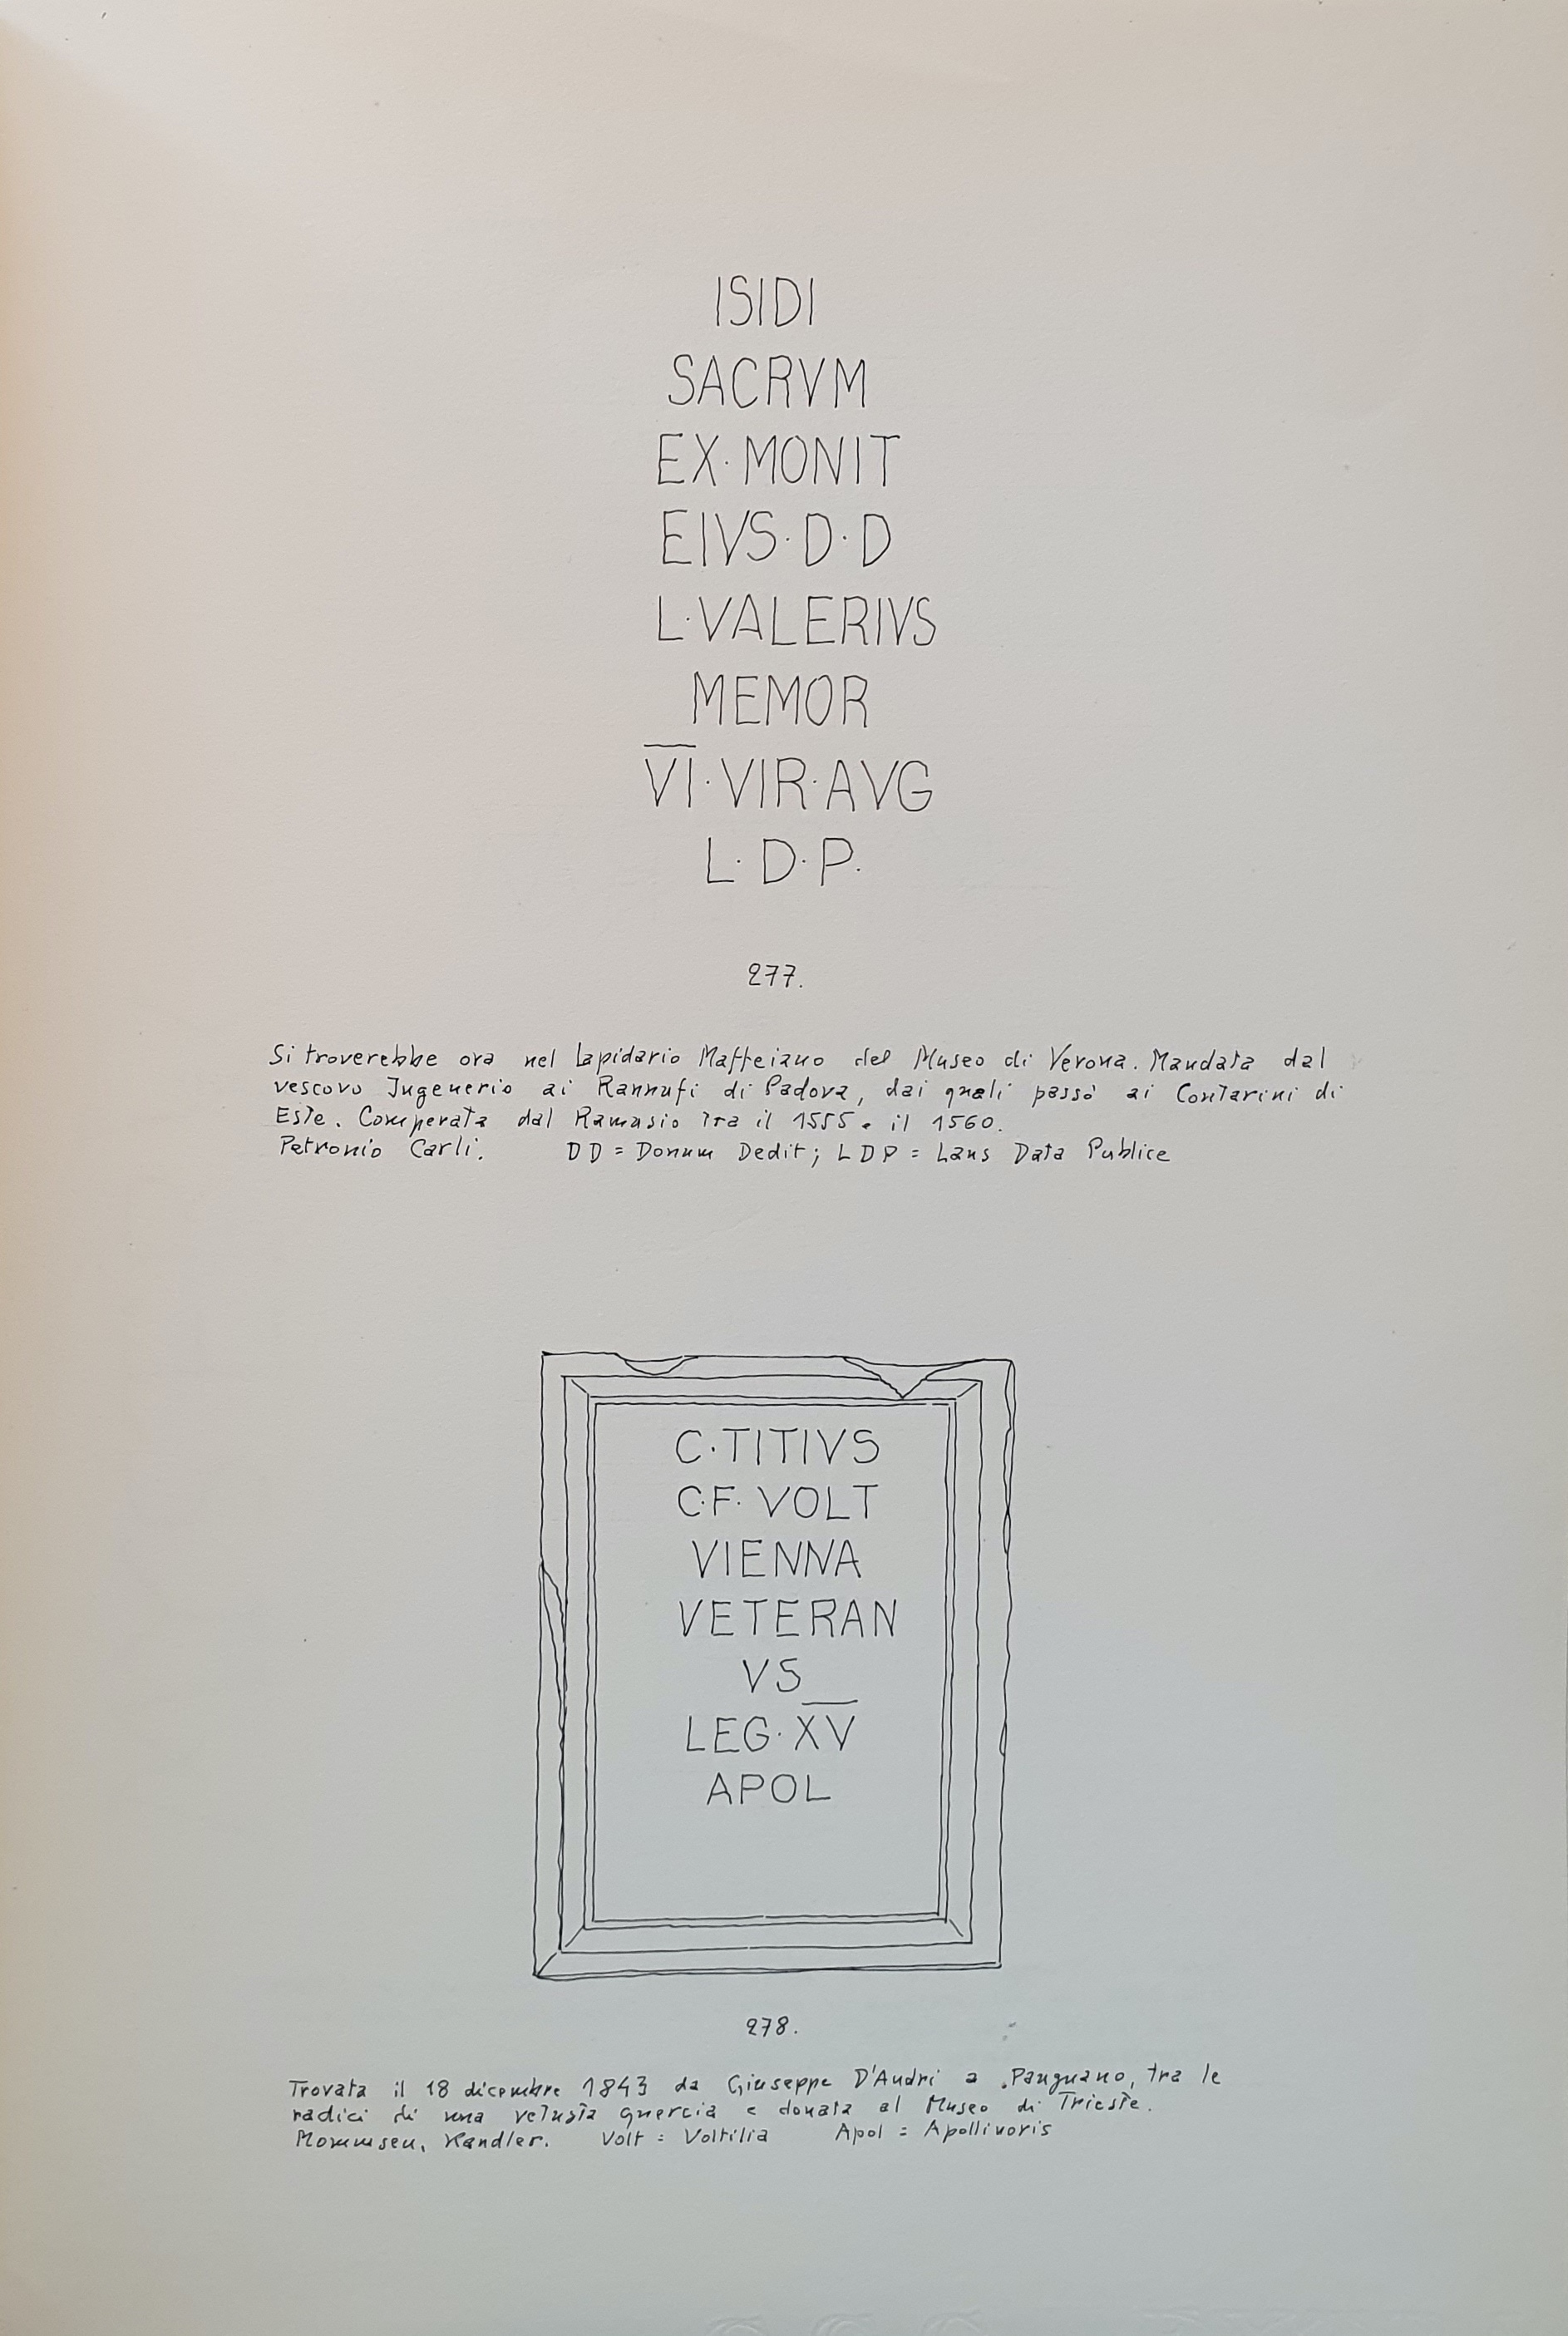 ISIDI
SACRVM
EX·MONIT
EIVS·D·D
L·VALERIVS
MEMOR
V̅I̅·VIR·AVG
L·D·P.
277.
Si troverebbe ora nel Lapidario Maffeiano del Museo di Verona. Mandata dal
vescovo Ingenerio ai Rannufi di Padova, dai quali passò ai Contarini di
Este. Comperata dal Ramusio tra il 1555 e il 1560.
Petronio Carli. DD = Donum Dedit; LDP = Laus Data Publice
C·TITIVS
C·F· VOLT
VIENNA
VETERAN
VS
LEG·X̅V̅
APOL
278.
Trovata il 18 dicembre 1843 da Giuseppe D'Andri a Panguano, tra le
radici di una vetusta quercia e donata al Museo di Trieste.
Mommsen, Kandler. Volt = Voltilia Apol = Apollinoris